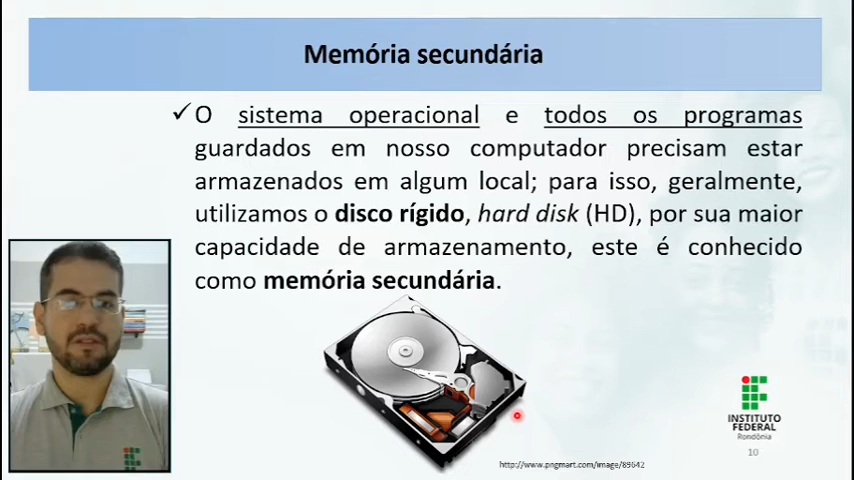 Memória secundária
✓ O sistema operacional e todos os programas
guardados em nosso computador precisam estar
armazenados em algum local; para isso, geralmente,
utilizamos o disco rígido, hard disk (HD), por sua maior
capacidade de armazenamento, este é conhecido
como memória secundária.
INSTITUTO
FEDERAL
Rondônia
10
http://www.pngmart.com/image/89642